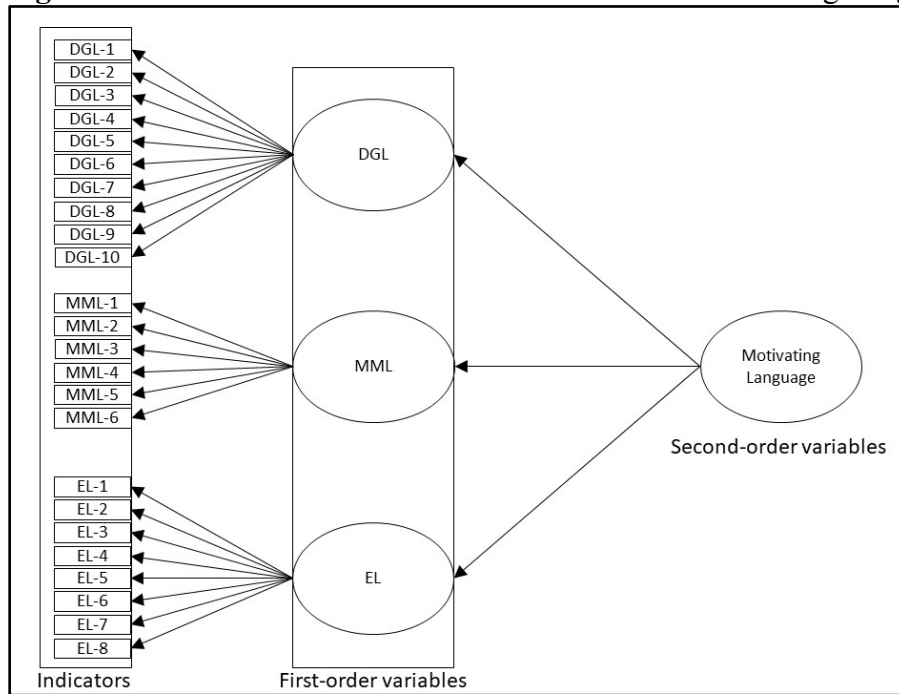 DGL-1
DGL-2
DGL-3
DGL-4
DGL-5
DGL-6
DGL-7
DGL-8
DGL-9
DGL-10
MML-1
MML-2
MML-3
MML-4
MML-5
MML-6
EL-1
EL-2
EL-3
EL-4
EL-5
EL-6
EL-7
EL-8
Indicators
DGL
MML
EL
First-order variables
Motivating
Language
Second-order variables